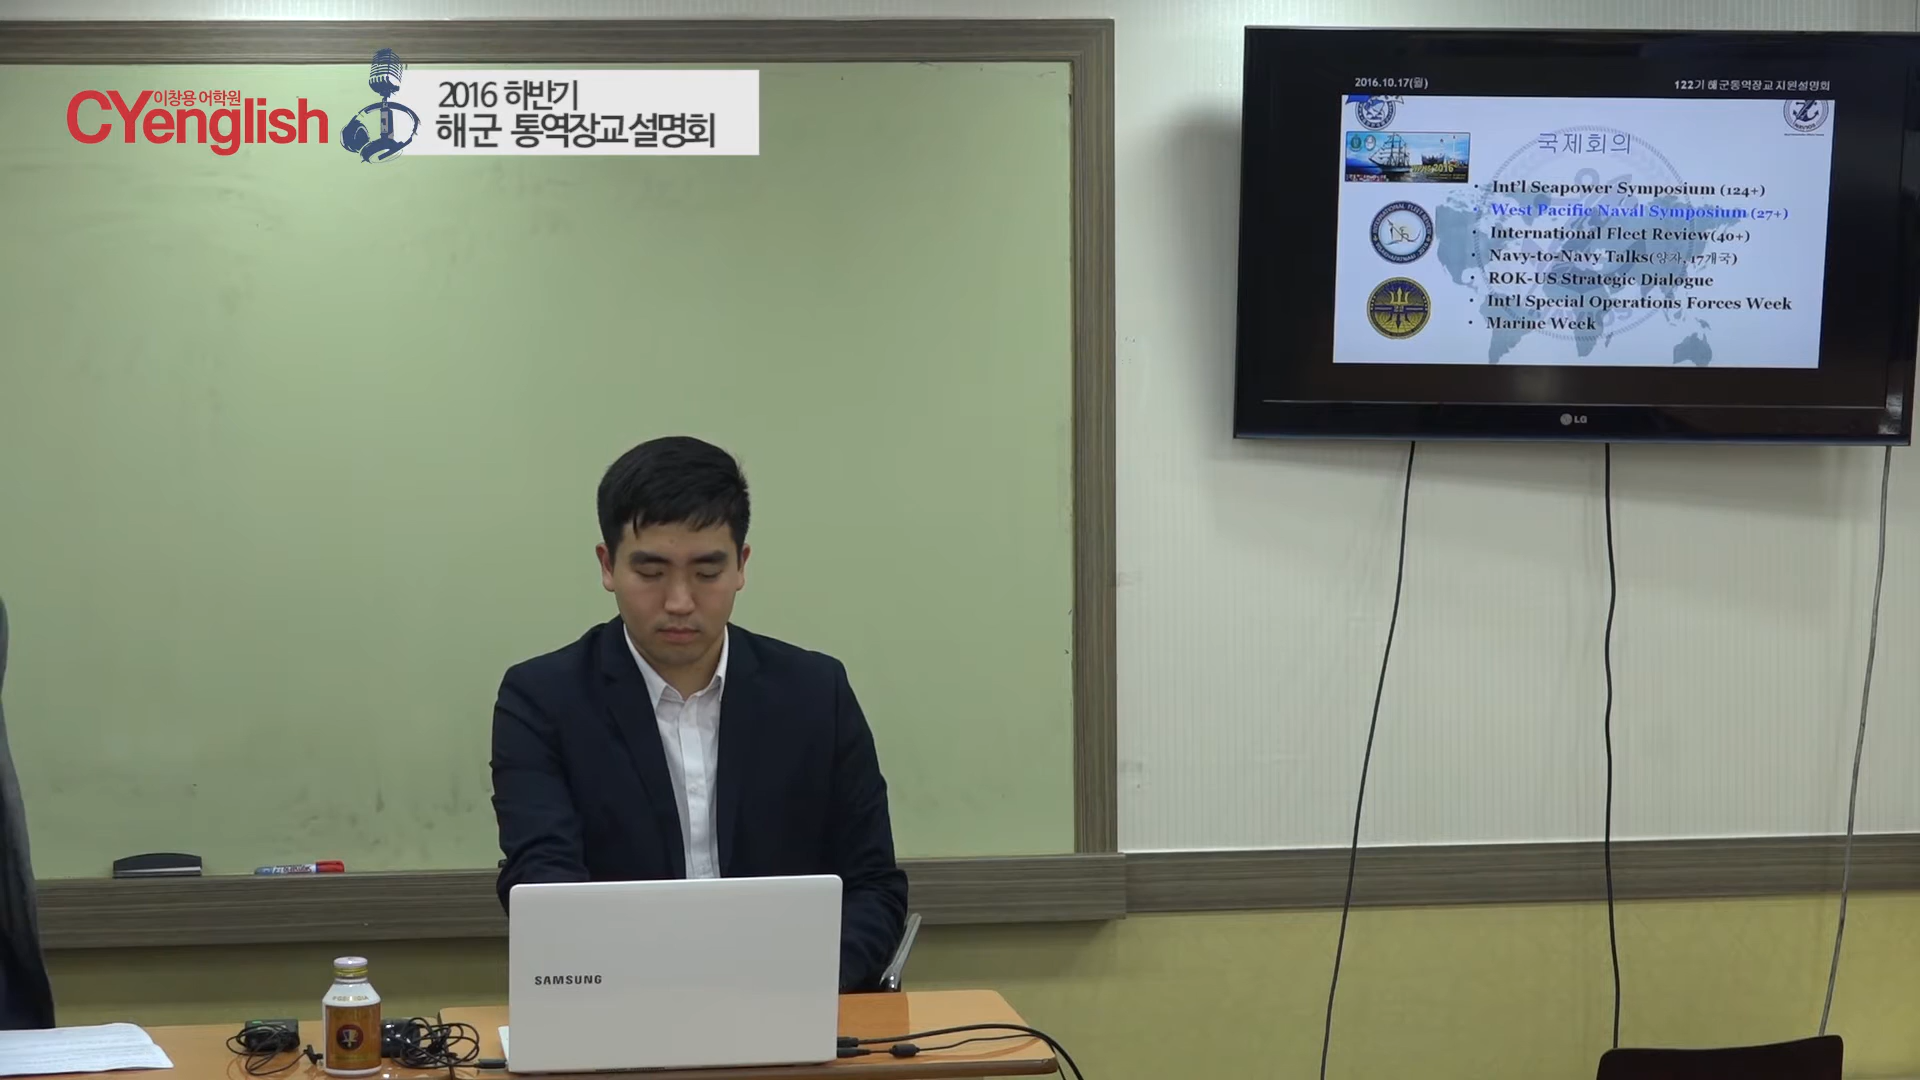 CYenglish
이창용 어학원
2016 하반기
해군 통역장교설명회
2016.10.17(월)
122기 해군통역장교 지원설명회
국제회의
2016
INTERNATIONAL FLEET REVIEW
• Int'l Seapower Symposium (124+)
• West Pacific Naval Symposium (27+)
• International Fleet Review(40+)
• Navy-to-Navy Talks(양자, 17개국)
• ROK-US Strategic Dialogue
• Int'l Special Operations Forces Week
• Marine Week
LG
SAMSUNG